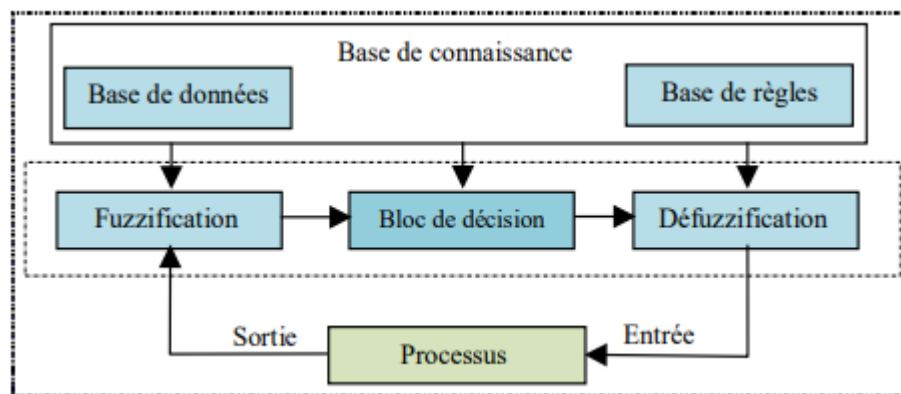 Base de connaissance
Base de données
Base de règles
Fuzzification
Bloc de décision
Défuzzification
Sortie
Processus
Entrée